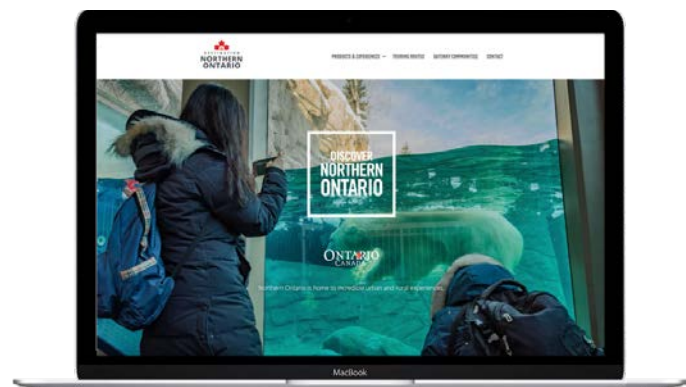 DESTINATION
NORTHERN
ONTARIO
PRODUCTS & EXPERIENCES
TOURING ROUTES
GATEWAY COMMUNITIES
CONTACT
DISCOVER
NORTHERN
ONTARIO
ONTARIO
CANADA
Northern Ontario is home to incredible urban and rural experiences.
MacBook